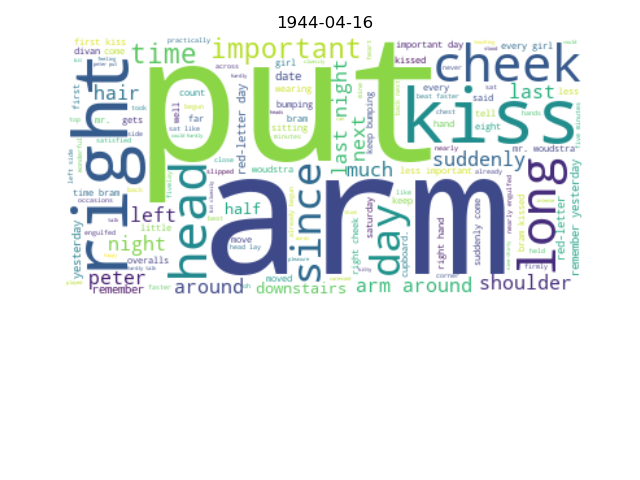 1944-04-16
first kiss
practically
important
important day
every girl
divan
come
time
across
girl
kissed
cheek
put
hair
date
wearing
every
never
sat
kiss
last
less
first
took
count
bumping
said
right
top
mr.
gets
well
far
red-letter day
bram
last night
next
tell
eight
hands
side
sat like
sitting
minutes
beat faster
chest
hand
satisfied
left side
close
nearly
mr. woudstra
suddenly
head
slipped
woudstra
much
less important
already
time bram
back
since
arm
long
occasions
like
keep
left
half
day
saturday
yesterday
talk
engulfed
little
night
move
head lay
right cheek
cupboard.
right hand
suddenly come
nearly engulfed
bram kissed
red-letter
remember yesterday
overalls
hardly talk
moved
held
firmly
corner
peter
remember
faster
around
downstairs
arm around
shoulder
keep bumping
five minutes